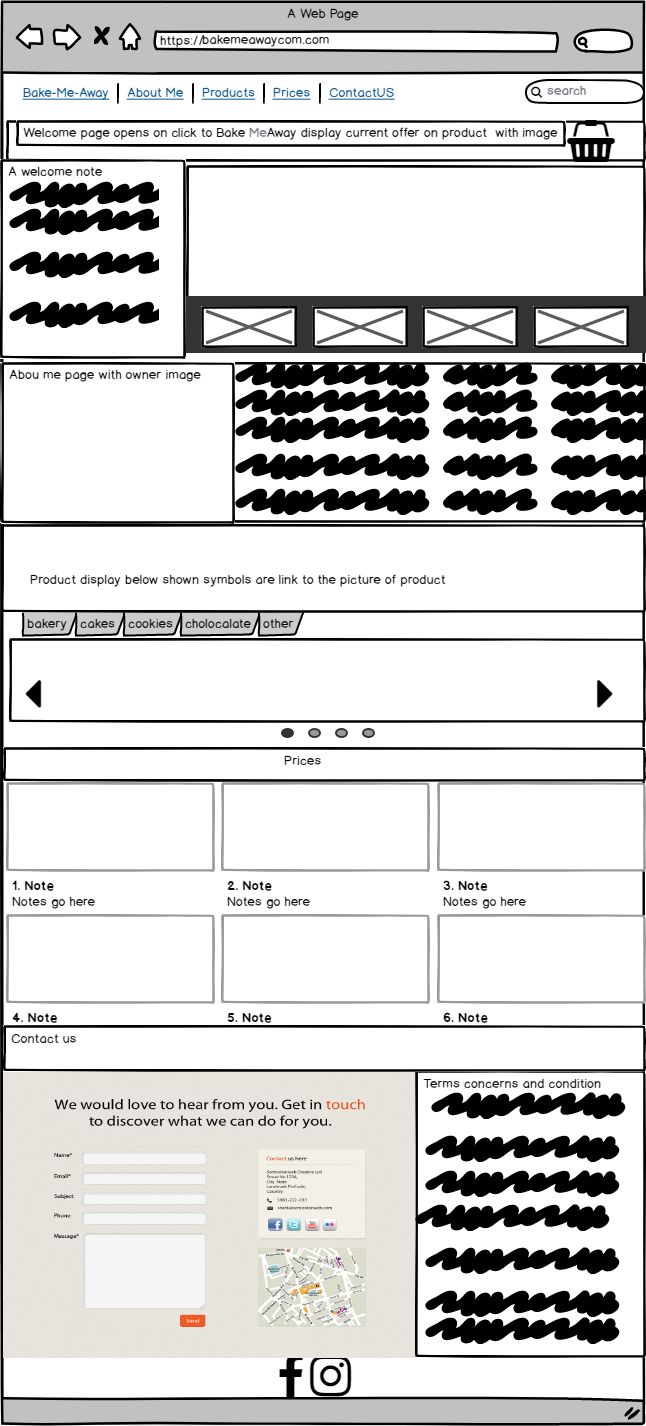 A Web Page
https://bakemeawaycom.com
Bake-Me-Away | About Me | Products | Prices | ContactUS
search
Welcome page opens on click to Bake MeAway display current offer on product with image
A welcome note
Abou me page with owner image
Product display below shown symbols are link to the picture of product
bakery cakes cookies cholocalate other
Prices
1. Note
Notes go here
2. Note
Notes go here
3. Note
Notes go here
4. Note
5. Note
6. Note
Contact us
We would love to hear from you. Get in touch
to discover what we can do for you.
Name*
Email*
Subject
Phone
Message*
Send
Contact us here
Country
Terms concerns and condition